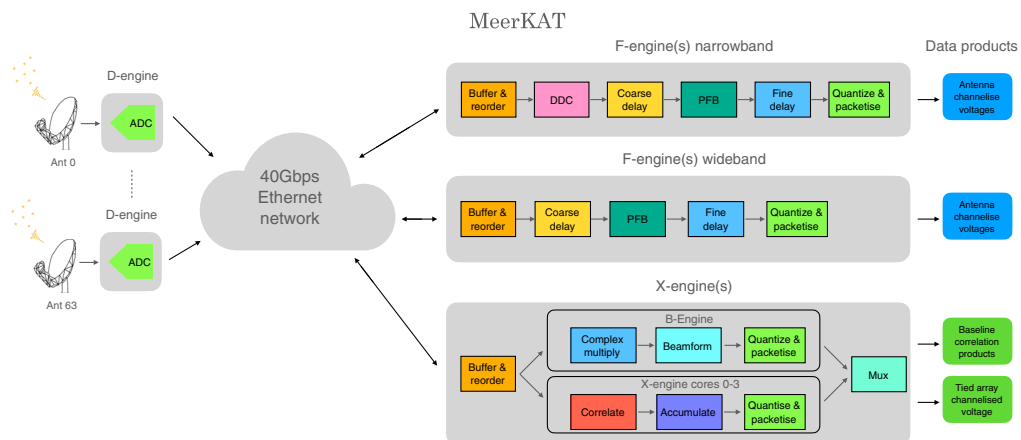 MeerKAT
D-engine
ADC
Ant 0
D-engine
ADC
Ant 63
40Gbps
Ethernet
network
F-engine(s) narrowband
Buffer &
reorder
DDC
Coarse
delay
PFB
Fine
delay
Quantize &
packetise
F-engine(s) wideband
Buffer &
reorder
Coarse
delay
PFB
Fine
delay
Quantize &
packetise
X-engine(s)
Buffer &
reorder
B-Engine
Complex
multiply
Beamform
Quantize &
packetise
X-engine cores 0-3
Correlate
Accumulate
Quantise &
packetise
Mux
Data products
Antenna
channelise
voltages
Antenna
channelise
voltages
Baseline
correlation
products
Tied array
channelised
voltage